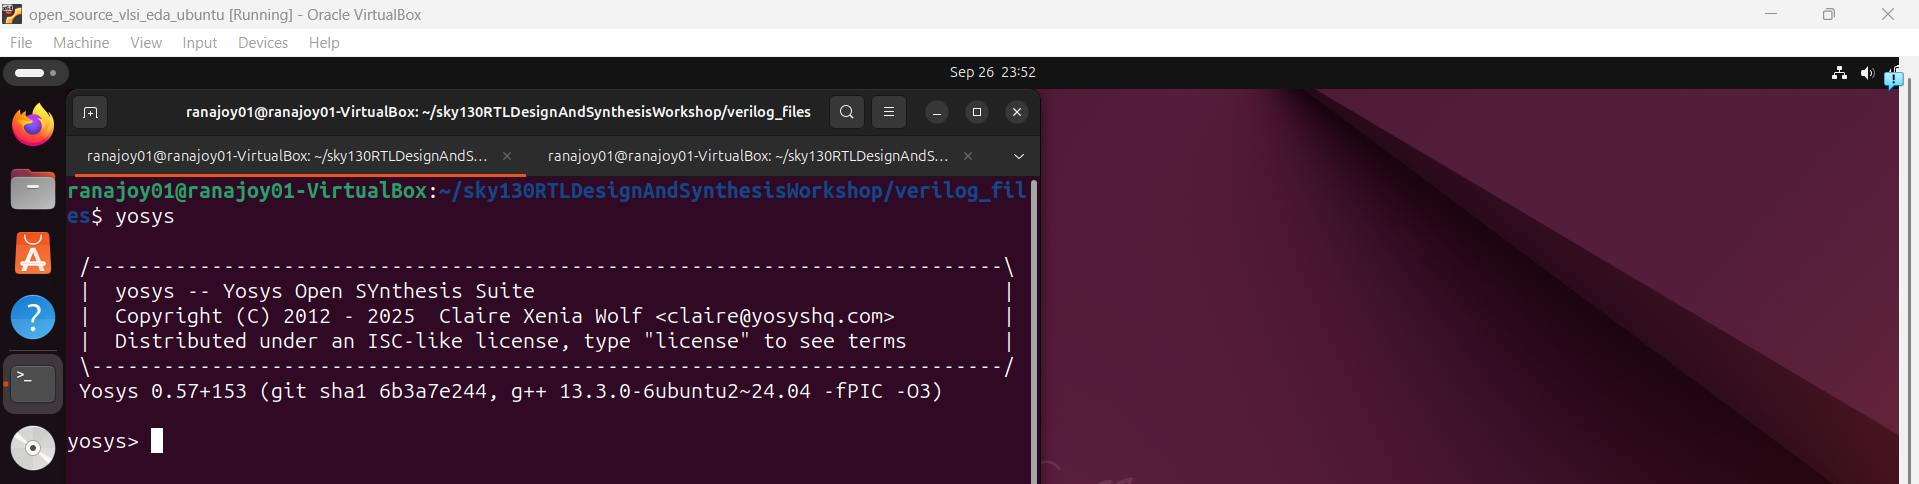 open_source_vlsi_eda_ubuntu [Running] - Oracle VirtualBox
File Machine View Input Devices Help
Sep 26 23:52
ranajoy01@ranajoy01-VirtualBox: ~/sky130RTLDesignAndSynthesisWorkshop/verilog_files
ranajoy01@ranajoy01-VirtualBox: ~/sky130RTLDesignAndS... ranajoy01@ranajoy01-VirtualBox: ~/sky130RTLDesignAndS...
ranajoy01@ranajoy01-VirtualBox:~/sky130RTLDesignAndSynthesisWorkshop/verilog_fil
es$ yosys
/----------------------------------------------------------------------------\
|  yosys -- Yosys Open SYnthesis Suite                                         |
|  Copyright (C) 2012 - 2025  Claire Xenia Wolf <claire@yosyshq.com>         |
|  Distributed under an ISC-like license, type "license" to see terms        |
\----------------------------------------------------------------------------/
Yosys 0.57+153 (git sha1 6b3a7e244, g++ 13.3.0-6ubuntu2~24.04 -fPIC -O3)
yosys>